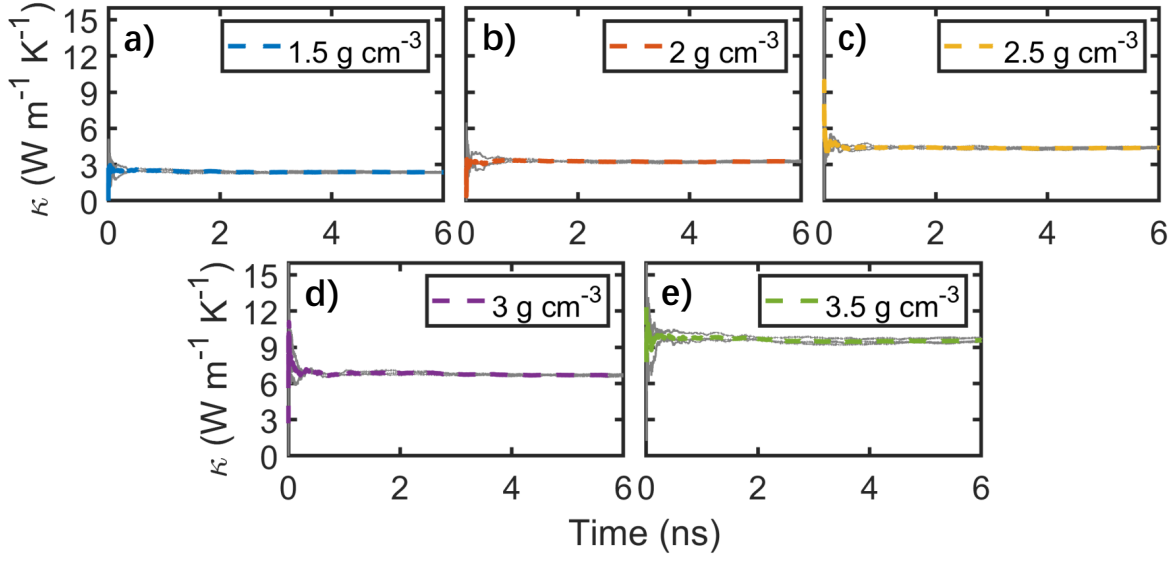 κ (W m⁻¹ K⁻¹)
15
12
9
6
3
0
a)
1.5 g cm⁻³
0 2 4 6
b)
2 g cm⁻³
0 2 4 6
c)
2.5 g cm⁻³
0 2 4 6
κ (W m⁻¹ K⁻¹)
15
12
9
6
3
0
d)
3 g cm⁻³
0 2 4 6
e)
3.5 g cm⁻³
0 2 4 6
Time (ns)